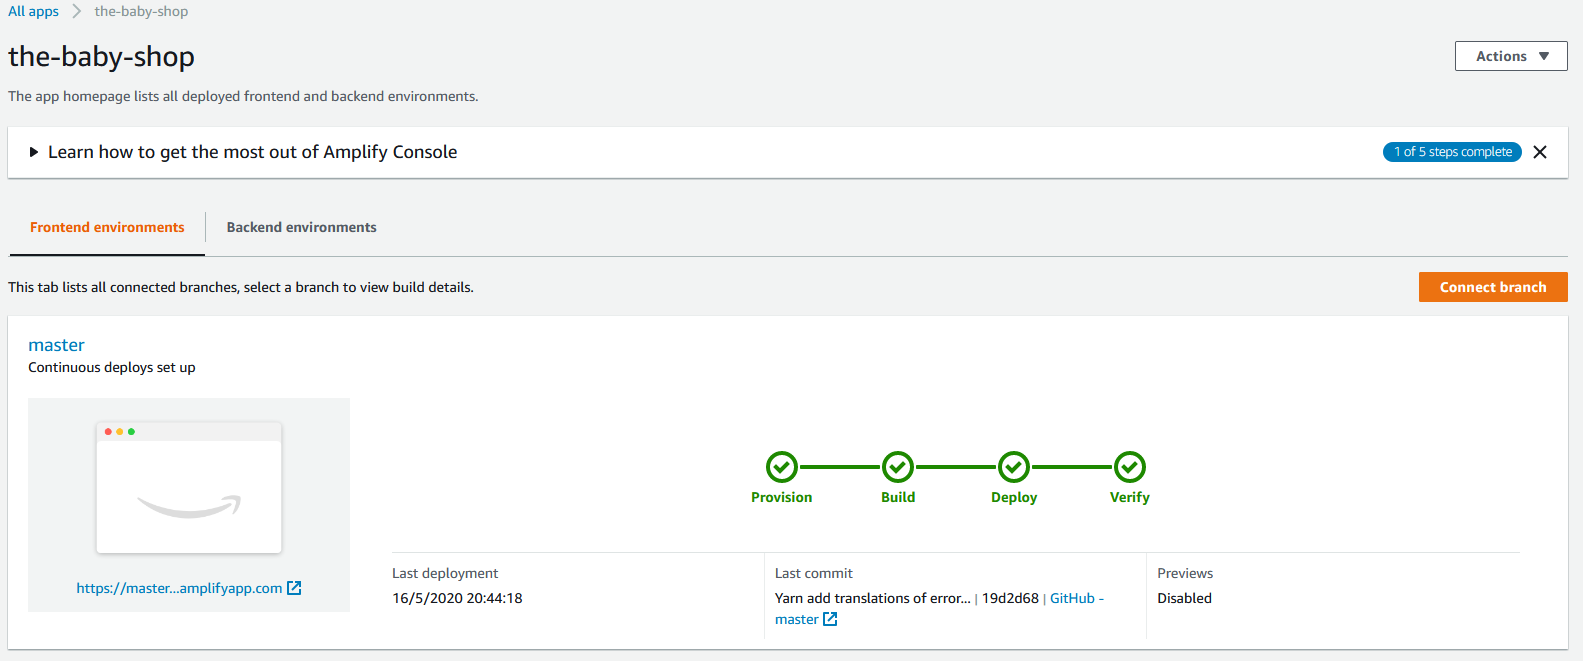 All apps > the-baby-shop
the-baby-shop
Actions
The app homepage lists all deployed frontend and backend environments.
Learn how to get the most out of Amplify Console
1 of 5 steps complete
Frontend environments
Backend environments
This tab lists all connected branches, select a branch to view build details.
Connect branch
master
Continuous deploys set up
https://master...amplifyapp.com
Provision
Build
Deploy
Verify
Last deployment
16/5/2020 20:44:18
Last commit
Yarn add translations of error... | 19d2d68 | GitHub -
master
Previews
Disabled